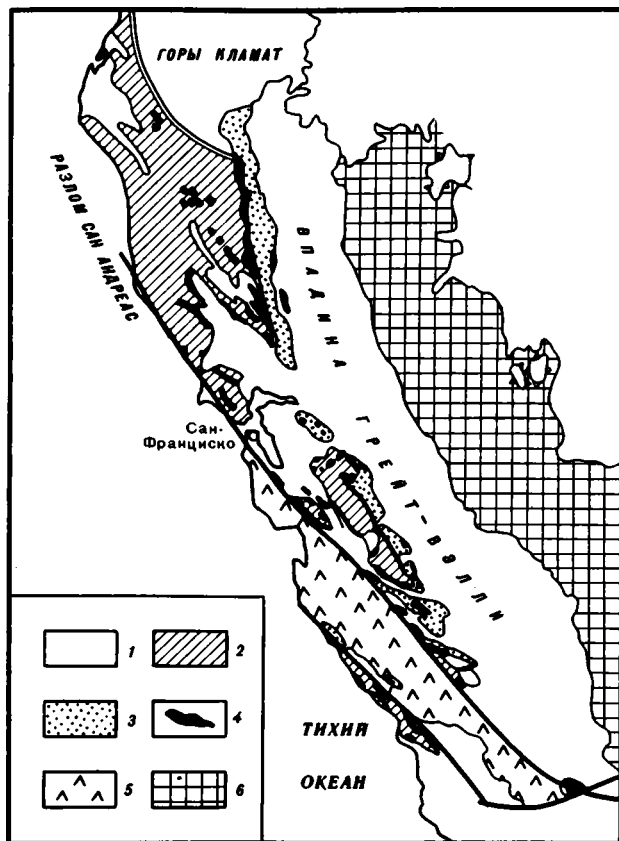 ГОРЫ КЛАМАТ
РАЗЛОМ САН АНДРЕАС
ВПАДИНА
ГРЕЙТ-ВЭЛЛИ
Сан-
Франциско
ТИХИЙ
ОКЕАН
1
2
3
4
5
6